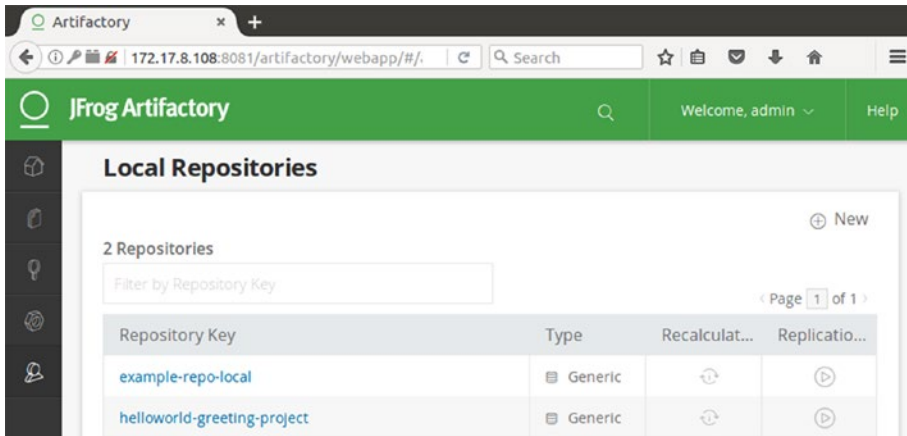 Artifactory
172.17.8.108:8081/artifactory/webapp/#/
Search
JFrog Artifactory
Welcome, admin
Help
Local Repositories
New
2 Repositories
Filter by Repository Key
Page 1 of 1
Repository Key Type Recalculat... Replicatio...
example-repo-local Generic
helloworld-greeting-project Generic